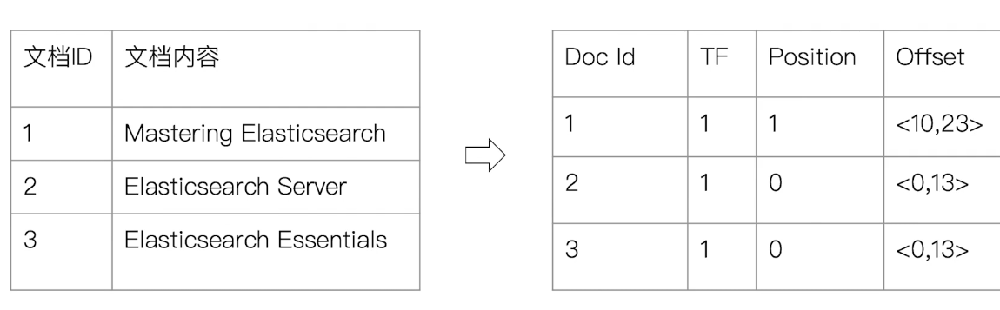 文档ID 文档内容
1 Mastering Elasticsearch
2 Elasticsearch Server
3 Elasticsearch Essentials
Doc Id TF Position Offset
1 1 1 <10,23>
2 1 0 <0,13>
3 1 0 <0,13>